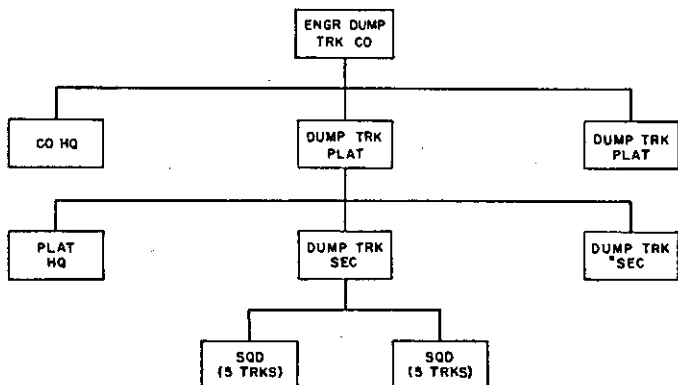 ENGR DUMP
TRK CO
CO HQ
DUMP TRK
PLAT
DUMP TRK
PLAT
PLAT
HQ
DUMP TRK
SEC
DUMP TRK
SEC
SQD
(5 TRKS)
SQD
(5 TRKS)